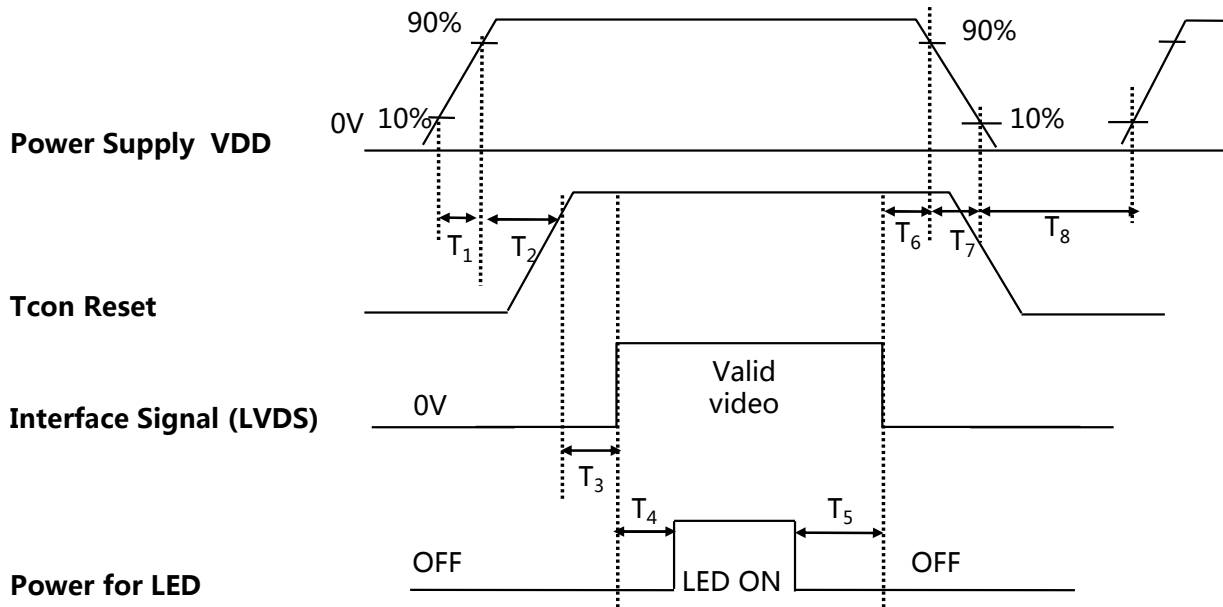 90%
90%
0V 10%
10%
Power Supply VDD
T1
T2
T6
T7
T8
Tcon Reset
Valid
video
Interface Signal (LVDS)
0V
T3
T4
T5
OFF
OFF
Power for LED
LED ON